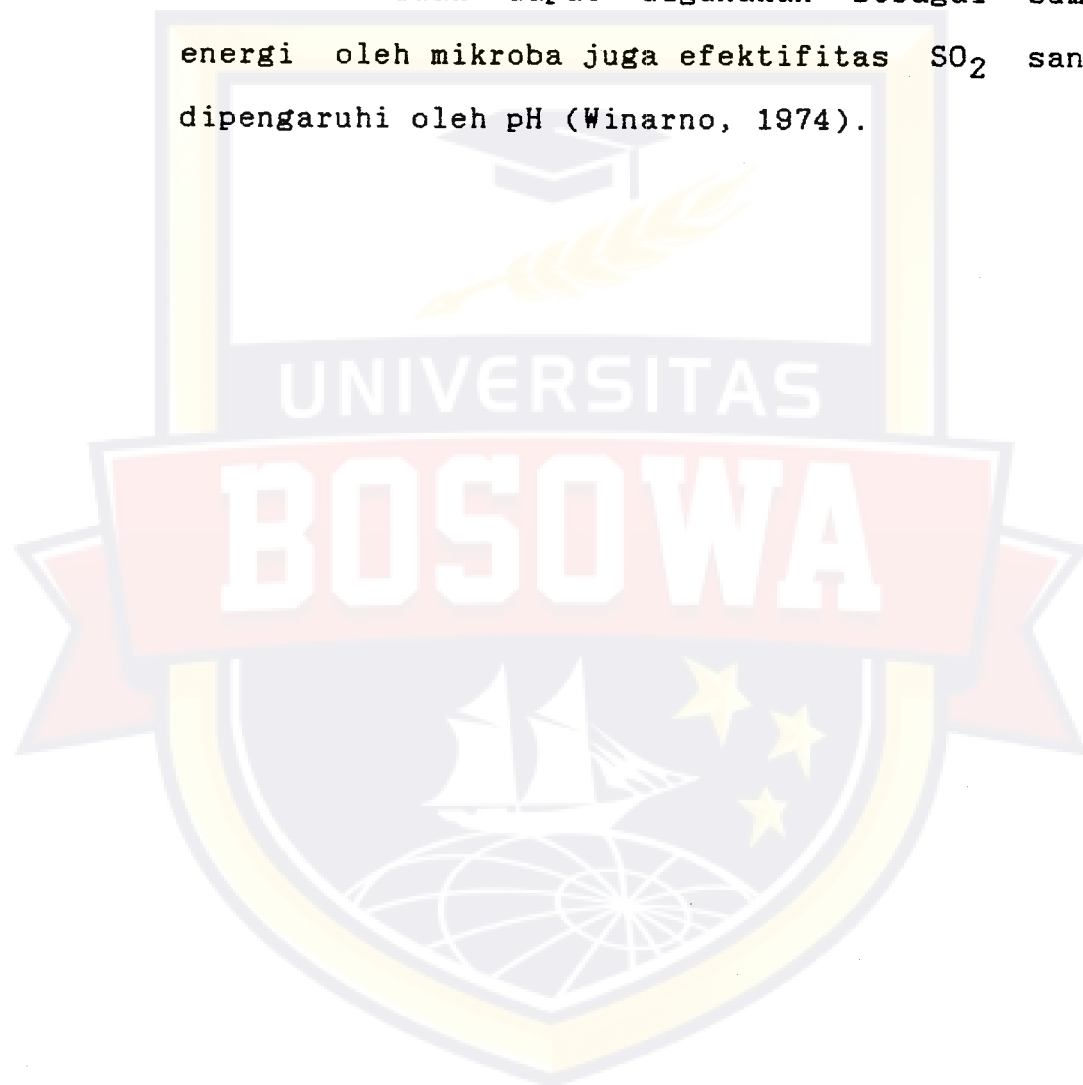 energi oleh mikroba juga efektifitas SO₂ san
dipengaruhi oleh pH (Winarno, 1974).
UNIVERSITAS
BOSOWA